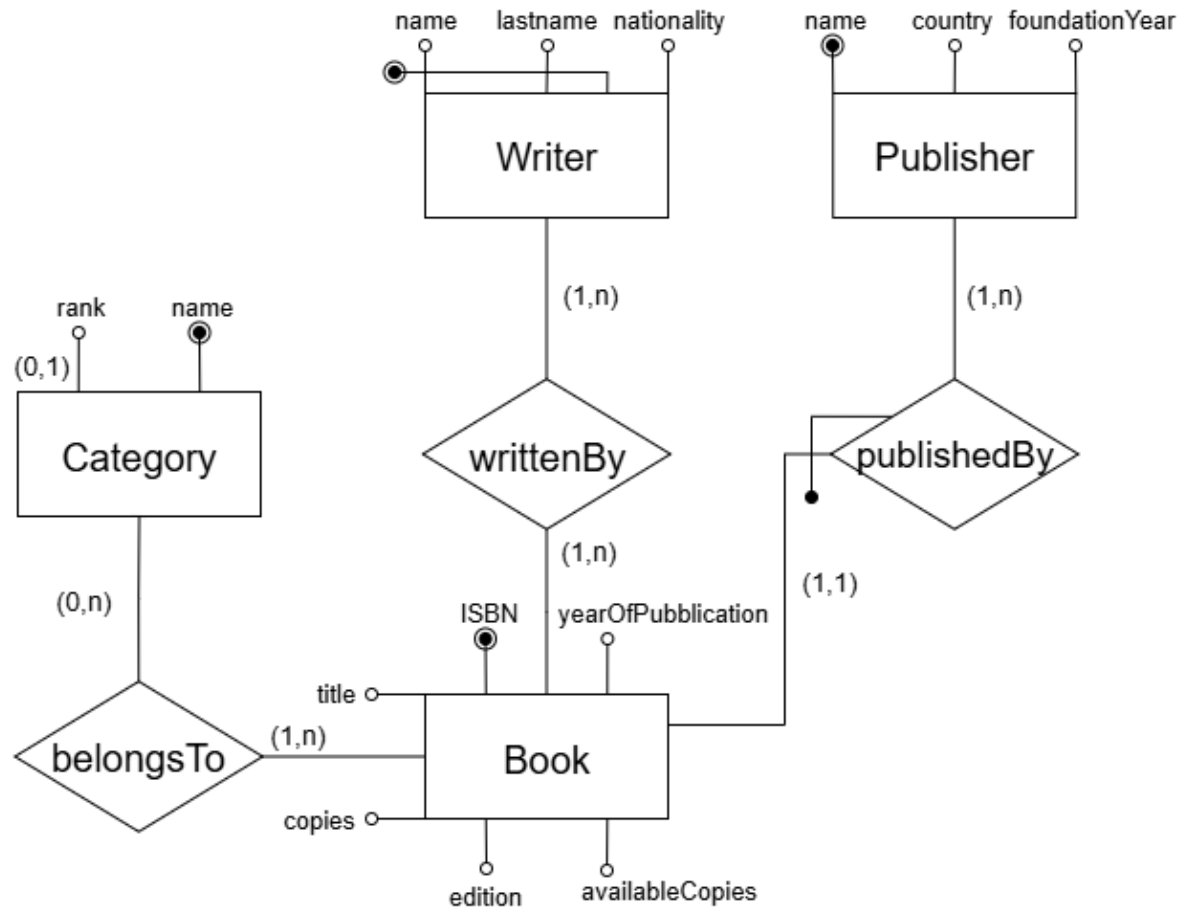 name lastname nationality
name country foundationYear
Writer
Publisher
(1,n)
(1,n)
rank name
(0,1)
Category
writtenBy
publishedBy
(0,n)
(1,n)
(1,1)
ISBN yearOfPubblication
title
belongsTo
(1,n)
Book
copies
edition
availableCopies